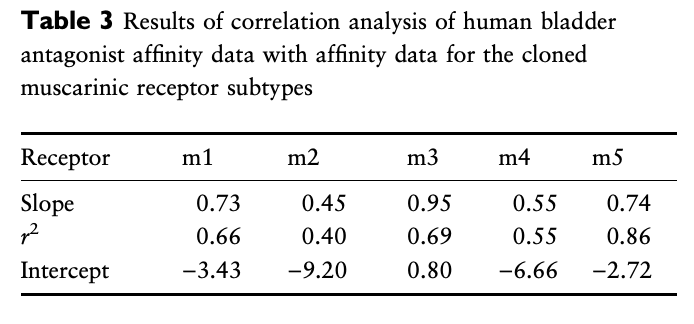 Table 3 Results of correlation analysis of human bladder
antagonist affinity data with affinity data for the cloned
muscarinic receptor subtypes
Receptor m1 m2 m3 m4 m5
Slope 0.73 0.45 0.95 0.55 0.74
r² 0.66 0.40 0.69 0.55 0.86
Intercept −3.43 −9.20 0.80 −6.66 −2.72